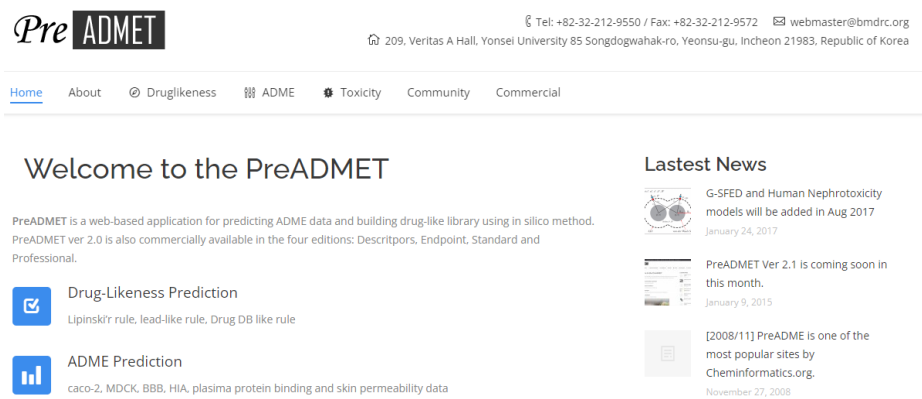 Pre ADMET
Tel: +82-32-212-9550 / Fax: +82-32-212-9572 webmaster@bmdrc.org
209, Veritas A Hall, Yonsei University 85 Songdogwahak-ro, Yeonsu-gu, Incheon 21983, Republic of Korea
Home About Druglikeness ADME Toxicity Community Commercial
Welcome to the PreADMET
PreADMET is a web-based application for predicting ADME data and building drug-like library using in silico method.
PreADMET ver 2.0 is also commercially available in the four editions: Descritpors, Endpoint, Standard and
Professional.
Drug-Likeness Prediction
Lipinski'r rule, lead-like rule, Drug DB like rule
ADME Prediction
caco-2, MDCK, BBB, HIA, plasma protein binding and skin permeability data
Lastest News
G-SFED and Human Nephrotoxicity
models will be added in Aug 2017
January 24, 2017
PreADMET Ver 2.1 is coming soon in
this month.
January 9, 2015
[2008/11] PreADME is one of the
most popular sites by
Cheminformatics.org.
November 27, 2008